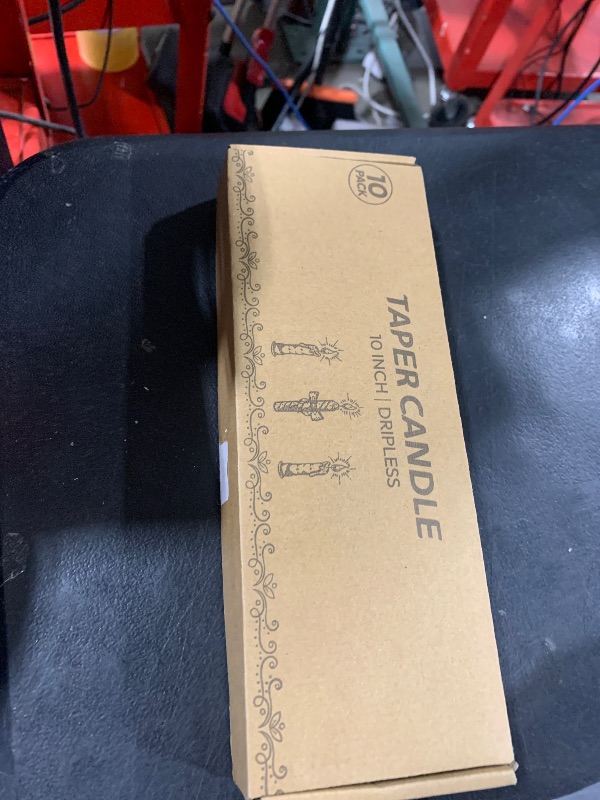 10
PACK
TAPER CANDLE
10 INCH | DRIPLESS